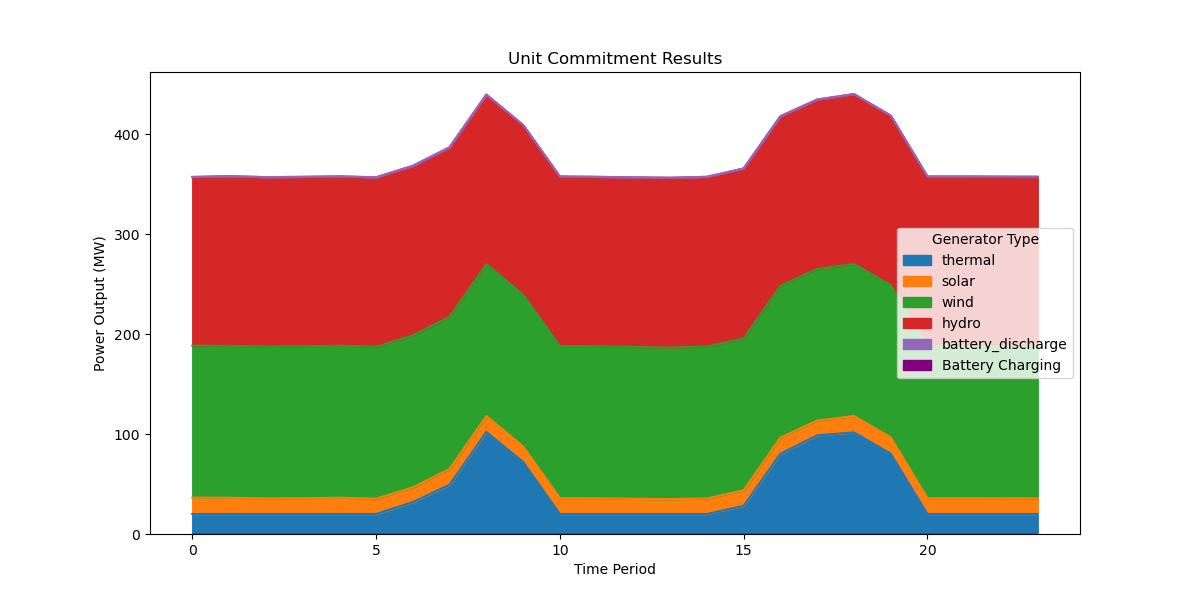 Unit Commitment Results
Power Output (MW)
400
300
200
100
0
0 5 10 15 20
Time Period
Generator Type
thermal
solar
wind
hydro
battery_discharge
Battery Charging